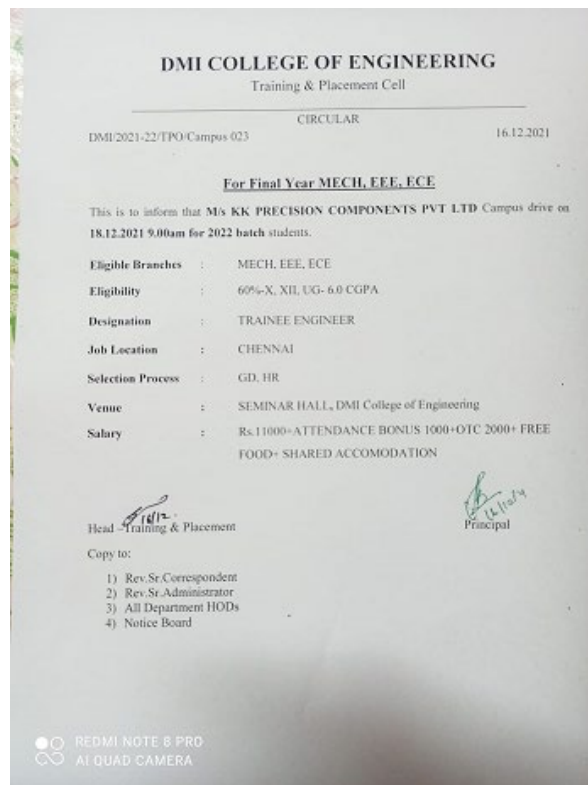 DMI COLLEGE OF ENGINEERING
Training & Placement Cell
CIRCULAR
DMI/2021-22/TPO/Campus 023 16.12.2021
For Final Year MECH, EEE, ECE
This is to inform that M/s KK PRECISION COMPONENTS PVT LTD Campus drive on
18.12.2021 9.00am for 2022 batch students.
Eligible Branches : MECH, EEE, ECE
Eligibility : 60%-X, XII, UG- 6.0 CGPA
Designation : TRAINEE ENGINEER
Job Location : CHENNAI
Selection Process : GD, HR
Venue : SEMINAR HALL, DMI College of Engineering
Salary : Rs.11000+ATTENDANCE BONUS 1000+OTC 2000+ FREE
FOOD+ SHARED ACCOMODATION
16/12
Head -Training & Placement Principal
Copy to:
1) Rev.Sr.Correspondent
2) Rev.Sr.Administrator
3) All Department HODs
4) Notice Board
REDMI NOTE 8 PRO
AI QUAD CAMERA